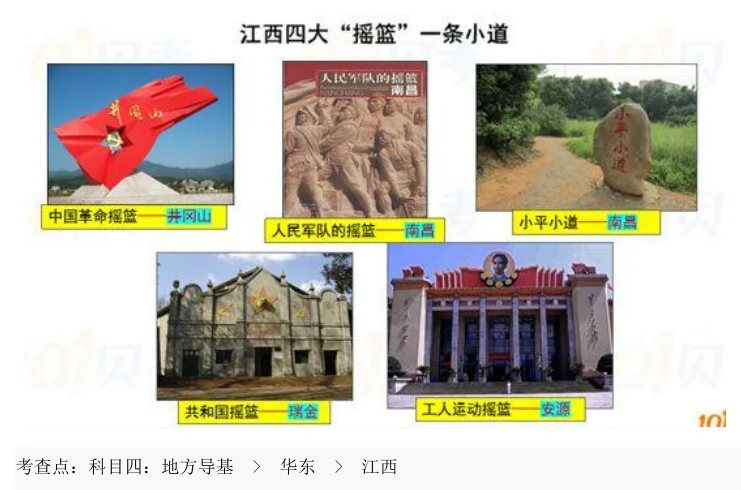 江西四大“摇篮”一条小道
井冈山
人民军队的摇篮
南昌
NANCHANG
小平小道
中国革命摇篮——井冈山
人民军队的摇篮——南昌
小平小道——南昌
共和国摇篮——瑞金
工人运动摇篮——安源
101
考查点：科目四：地方导基 > 华东 > 江西